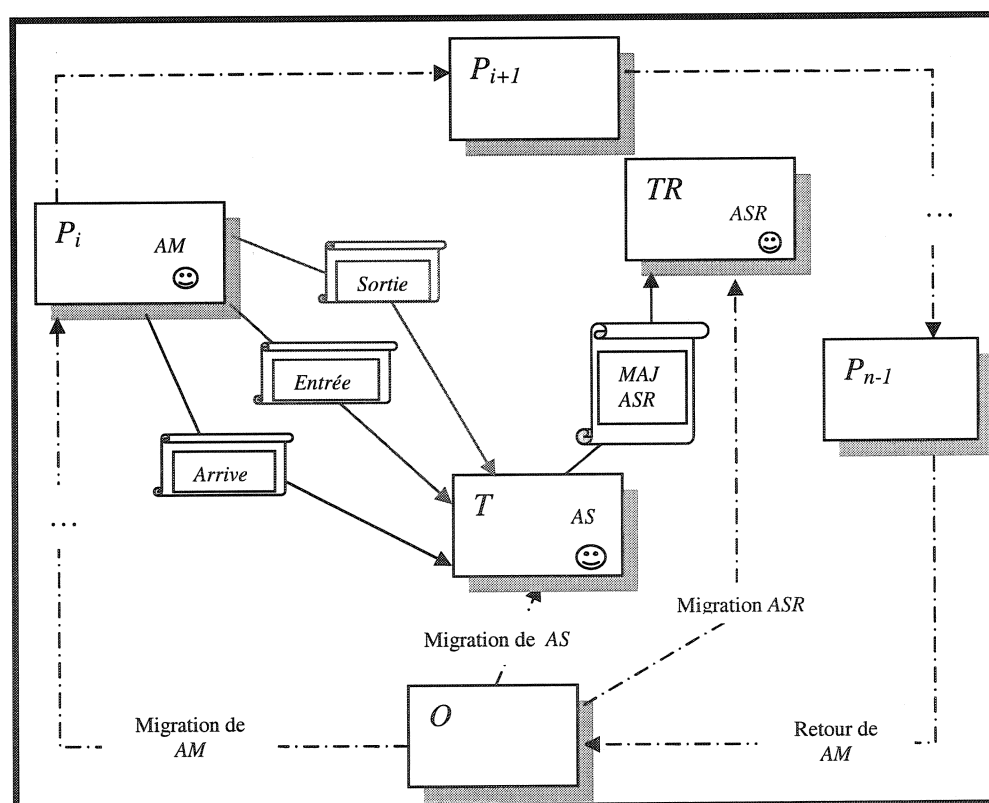 P_{i+1}
TR
ASR
P_i
AM
...
Sortie
MAJ
ASR
P_{n-1}
Entrée
Arrive
T
AS
...
Migration ASR
Migration de AS
O
Migration de
AM
Retour de
AM